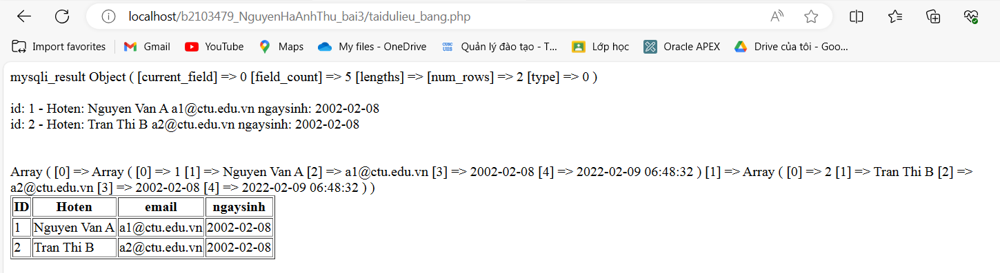 localhost/b2103479_NguyenHaAnhThu_bai3/taidulieu_bang.php
Import favorites Gmail YouTube Maps My files - OneDrive CUSC UDS Quản lý đào tạo - T... Lớp học Oracle APEX Drive của tôi - Goo...
mysqli_result Object ( [current_field] => 0 [field_count] => 5 [lengths] => [num_rows] => 2 [type] => 0 )
id: 1 - Hoten: Nguyen Van A a1@ctu.edu.vn ngaysinh: 2002-02-08
id: 2 - Hoten: Tran Thi B a2@ctu.edu.vn ngaysinh: 2002-02-08
Array ( [0] => Array ( [0] => 1 [1] => Nguyen Van A [2] => a1@ctu.edu.vn [3] => 2002-02-08 [4] => 2022-02-09 06:48:32 ) [1] => Array ( [0] => 2 [1] => Tran Thi B [2] =>
a2@ctu.edu.vn [3] => 2002-02-08 [4] => 2022-02-09 06:48:32 ) )
ID Hoten email ngaysinh
1 Nguyen Van A a1@ctu.edu.vn 2002-02-08
2 Tran Thi B a2@ctu.edu.vn 2002-02-08